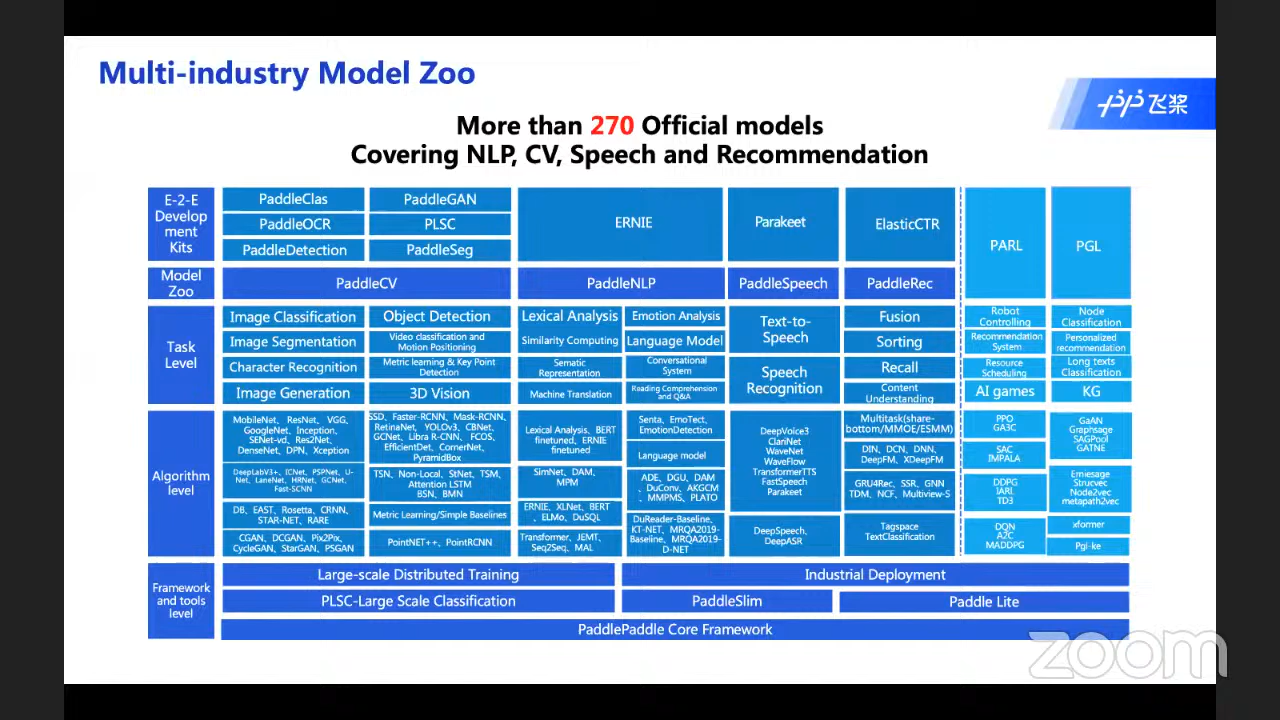 Multi-industry Model Zoo
飞桨
More than 270 Official models
Covering NLP, CV, Speech and Recommendation
E-2-E
Develop
ment
Kits
PaddleClas
PaddleGAN
PaddleOCR
PLSC
PaddleDetection
PaddleSeg
ERNIE
Parakeet
ElasticCTR
PARL
PGL
Model
Zoo
PaddleCV
PaddleNLP
PaddleSpeech
PaddleRec
Task
Level
Image Classification
Object Detection
Image Segmentation
Video classification and
Motion Positioning
Character Recognition
Metric learning & Key Point
Detection
Image Generation
3D Vision
Lexical Analysis
Emotion Analysis
Similarity Computing
Language Model
Sematic
Representation
Conversational
System
Machine Translation
Reading Comprehension
and Q&A
Text-to-
Speech
Speech
Recognition
Fusion
Sorting
Recall
Content
Understanding
Robot
Controlling
Recommendation
System
Resource
Scheduling
AI games
Node
Classification
Personalized
recommendation
Long texts
Classification
KG
Algorithm
level
MobileNet、ResNet、VGG、
GoogleNet、Inception、
SENet-vd、Res2Net、
DenseNet、DPN、Xception
SSD、Faster-RCNN、Mask-RCNN、
RetinaNet、YOLOv3、CBNet、
GCNet、Libra R-CNN、FCOS、
EfficientDet、CornerNet、
PyramidBox
DeepLabV3+、ICNet、PSPNet、U-
Net、LaneNet、HRNet、GCNet、
Fast-SCNN
TSN、Non-Local、StNet、TSM、
Attention LSTM
BSN、BMN
DB、EAST、Rosetta、CRNN、
STAR-NET、RARE
Metric Learning/Simple Baselines
CGAN、DCGAN、Pix2Pix、
CycleGAN、StarGAN、PSGAN
PointNET++、PointRCNN
Lexical Analysis、BERT
finetuned、ERNIE
finetuned
Senta、EmoTect、
EmotionDetection
Language model
SimNet、DAM、
MPM
ADE、DGU、DAM
、DuConv、AKGCM
、MMPMS、PLATO
ERNIE、XLNet、BERT
、ELMo、DuSQL
DuReader-Baseline、
KT-NET、MRQA2019-
Baseline、MRQA2019-
D-NET
Transformer、JEMT、
Seq2Seq、MAL
DeepVoice3
ClariNet
WaveNet
WaveFlow
TransformerTTS
FastSpeech
Parakeet
DeepSpeech、
DeepASR
Multitask(share-
bottom/MMOE/ESMM)
DIN、DCN、DNN、
DeepFM、XDeepFM
GRU4Rec、SSR、GNN
TDM、NCF、Multiview-S
Tagspace
TextClassification
PPO
GA3C
SAC
IMPALA
DDPG
IARL
TD3
DQN
A2C
MADDPG
GaAN
Graphsage
SAGPool
GATNE
Erniesage
Strucvec
Node2vec
metapath2vec
xformer
Pgl-ke
Framework
and tools
level
Large-scale Distributed Training
Industrial Deployment
PLSC-Large Scale Classification
PaddleSlim
Paddle Lite
PaddlePaddle Core Framework
zoom